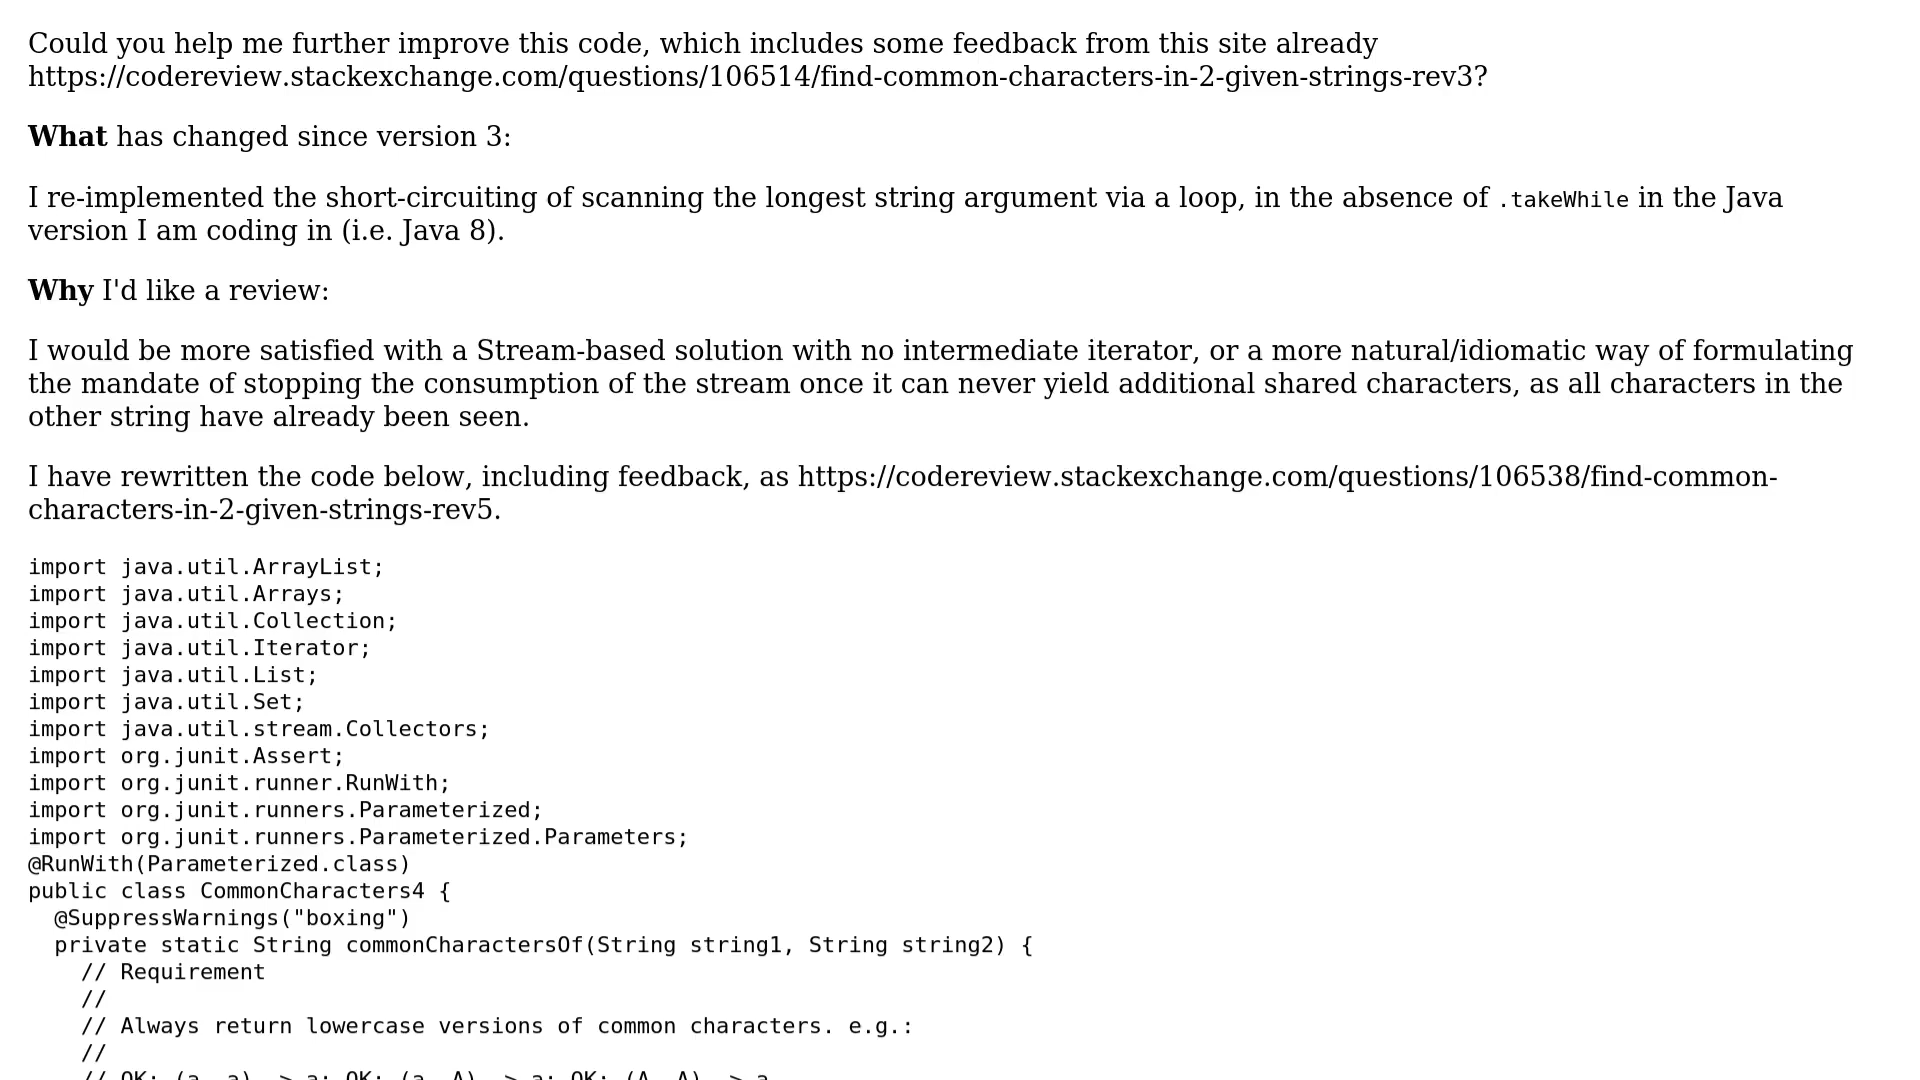 Could you help me further improve this code, which includes some feedback from this site already
https://codereview.stackexchange.com/questions/106514/find-common-characters-in-2-given-strings-rev3?
What has changed since version 3:
I re-implemented the short-circuiting of scanning the longest string argument via a loop, in the absence of .takeWhile in the Java
version I am coding in (i.e. Java 8).
Why I'd like a review:
I would be more satisfied with a Stream-based solution with no intermediate iterator, or a more natural/idiomatic way of formulating
the mandate of stopping the consumption of the stream once it can never yield additional shared characters, as all characters in the
other string have already been seen.
I have rewritten the code below, including feedback, as https://codereview.stackexchange.com/questions/106538/find-common-
characters-in-2-given-strings-rev5.
import java.util.ArrayList;
import java.util.Arrays;
import java.util.Collection;
import java.util.Iterator;
import java.util.List;
import java.util.Set;
import java.util.stream.Collectors;
import org.junit.Assert;
import org.junit.runner.RunWith;
import org.junit.runners.Parameterized;
import org.junit.runners.Parameterized.Parameters;
@RunWith(Parameterized.class)
public class CommonCharacters4 {
  @SuppressWarnings("boxing")
  private static String commonCharactersOf(String string1, String string2) {
    // Requirement
    //
    // Always return lowercase versions of common characters. e.g.:
    //
    // OK: (a, a) -> a; OK: (a, A) -> a; OK: (A, A) -> a